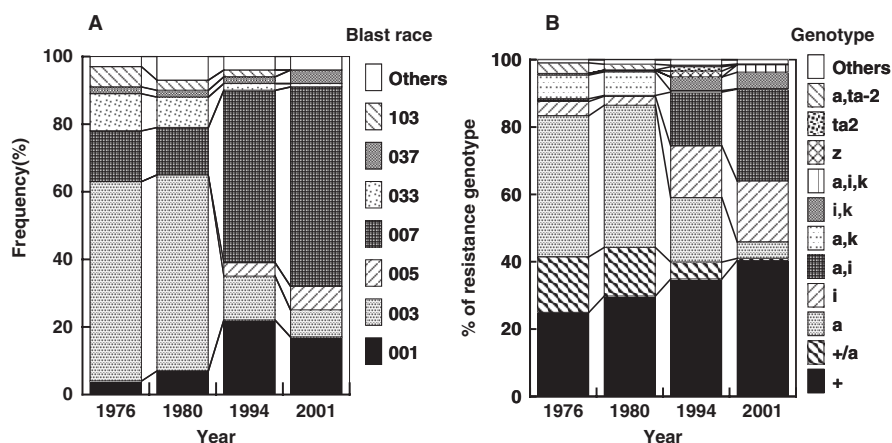 A
Blast race
Frequency(%)
100
80
60
40
20
0
1976 1980 1994 2001
Year
Others
103
037
033
007
005
003
001
B
Genotype
% of resistance genotype
100
80
60
40
20
0
1976 1980 1994 2001
Year
Others
a,ta-2
ta2
z
a,i,k
i,k
a,k
a,i
i
a
+/a
+